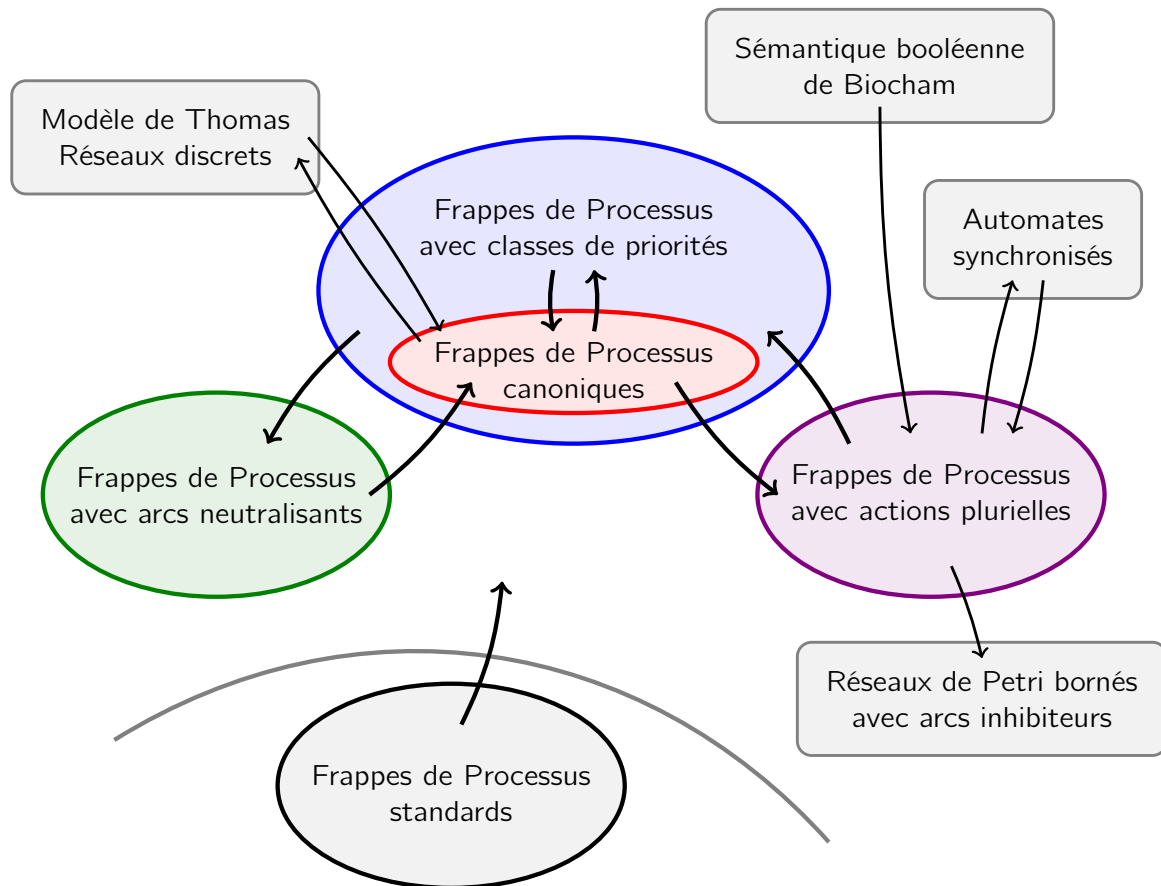 Sémantique booléenne
de Biocham
Modèle de Thomas
Réseaux discrets
Frappes de Processus
avec classes de priorités
Automates
synchronisés
Frappes de Processus
canoniques
Frappes de Processus
avec arcs neutralisants
Frappes de Processus
avec actions plurielles
Réseaux de Petri bornés
avec arcs inhibiteurs
Frappes de Processus
standards